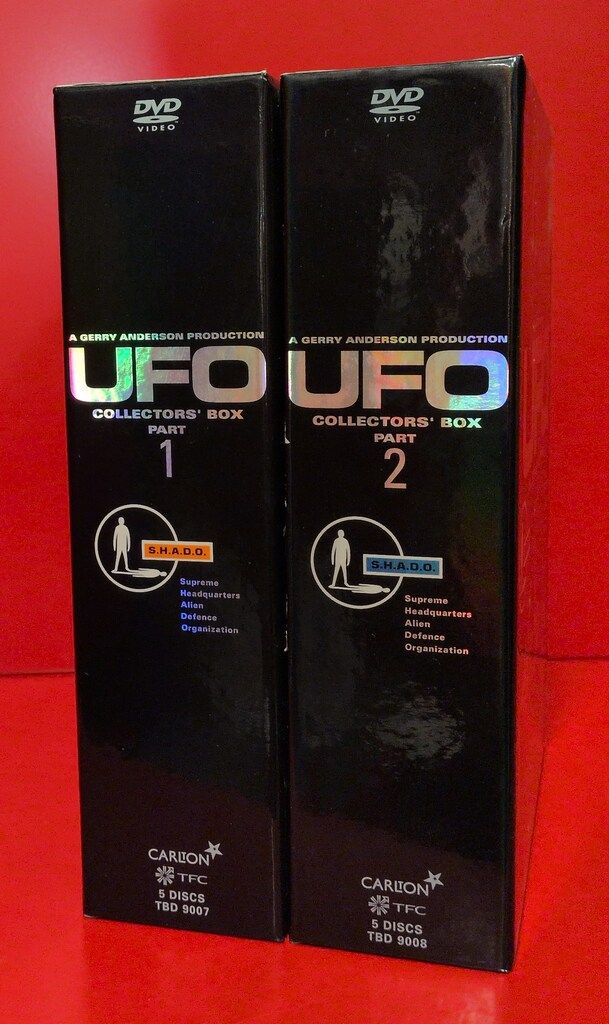 DVD
VIDEO
A GERRY ANDERSON PRODUCTION
UFO
COLLECTORS' BOX
PART
1
S.H.A.D.O.
Supreme
Headquarters
Alien
Defence
Organization
CARLTON
TFC
5 DISCS
TBD 9007
DVD
VIDEO
A GERRY ANDERSON PRODUCTION
UFO
COLLECTORS' BOX
PART
2
S.H.A.D.O.
Supreme
Headquarters
Alien
Defence
Organization
CARLTON
TFC
5 DISCS
TBD 9008